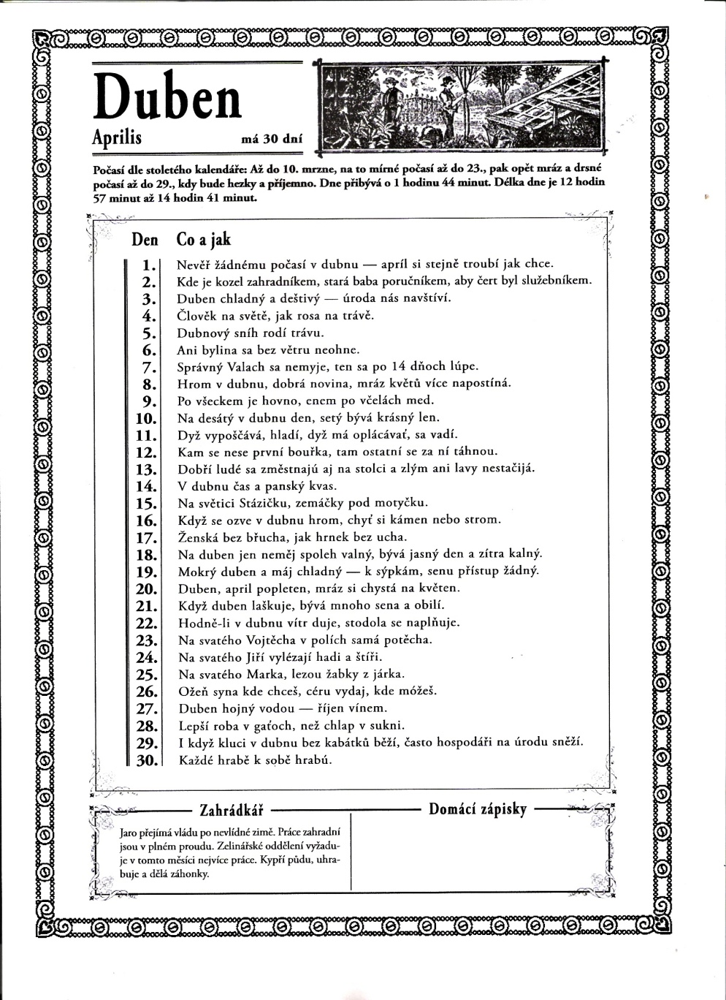 Duben
Aprilis má 30 dní
Počasí dle stoletého kalendáře: Až do 10. mrzne, na to mírné počasí až do 23., pak opět mráz a drsné
počasí až do 29., kdy bude hezky a příjemno. Dne přibývá o 1 hodinu 44 minut. Délka dne je 12 hodin
57 minut až 14 hodin 41 minut.
Den Co a jak
1. Nevěř žádnému počasí v dubnu — apríl si stejně troubí jak chce.
2. Kde je kozel zahradníkem, stará baba poručníkem, aby čert byl služebníkem.
3. Duben chladný a deštivý — úroda nás navštíví.
4. Člověk na světě, jak rosa na trávě.
5. Dubnový sníh rodí trávu.
6. Ani bylina sa bez větru neohne.
7. Správný Valach sa nemyje, ten sa po 14 dňoch lúpe.
8. Hrom v dubnu, dobrá novina, mráz květů více napostíná.
9. Po všeckem je hovno, enem po včelách med.
10. Na desátý v dubnu den, setý bývá krásný len.
11. Dyž vypoščává, hladí, dyž má oplácávať, sa vadí.
12. Kam se nese první bouřka, tam ostatní se za ní táhnou.
13. Dobří ludé sa změstnajú aj na stolci a zlým ani lavy nestačijá.
14. V dubnu čas a panský kvas.
15. Na světici Stázičku, zemáčky pod motyčku.
16. Když se ozve v dubnu hrom, chyť si kámen nebo strom.
17. Ženská bez břucha, jak hrnek bez ucha.
18. Na duben jen neměj spoleh valný, bývá jasný den a zítra kalný.
19. Mokrý duben a máj chladný — k sýpkám, senu přístup žádný.
20. Duben, april popleten, mráz si chystá na květen.
21. Když duben laškuje, bývá mnoho sena a obilí.
22. Hodně-li v dubnu vítr duje, stodola se naplňuje.
23. Na svatého Vojtěcha v polích samá potěcha.
24. Na svatého Jiří vylézají hadi a štíři.
25. Na svatého Marka, lezou žabky z járka.
26. Ožeň syna kde chceš, céru vydaj, kde móžeš.
27. Duben hojný vodou — říjen vínem.
28. Lepší roba v gaťoch, než chlap v sukni.
29. I když kluci v dubnu bez kabátků běží, často hospodáři na úrodu sněží.
30. Každé hrabě k sobě hrabú.
Zahrádkář
Jaro přejímá vládu po nevlídné zimě. Práce zahradní
jsou v plném proudu. Zelinářské oddělení vyžadu-
je v tomto měsíci nejvíce práce. Kypří půdu, uhra-
buje a dělá záhonky.
Domácí zápisky